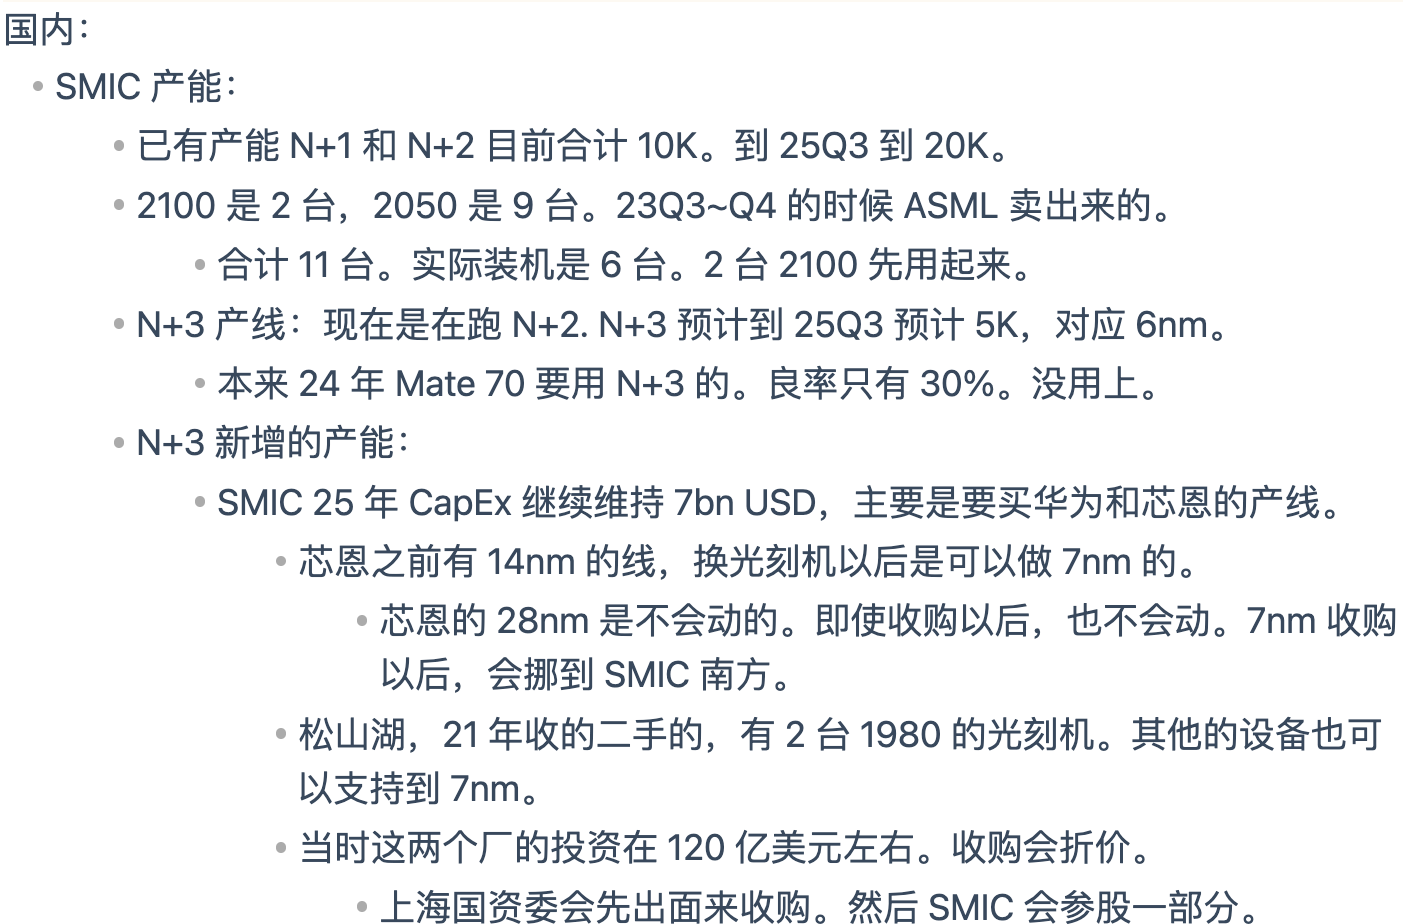 国内：
SMIC 产能：
已有产能 N+1 和 N+2 目前合计 10K。到 25Q3 到 20K。
2100 是 2 台，2050 是 9 台。23Q3~Q4 的时候 ASML 卖出来的。
合计 11 台。实际装机是 6 台。2 台 2100 先用起来。
N+3 产线：现在是在跑 N+2. N+3 预计到 25Q3 预计 5K，对应 6nm。
本来 24 年 Mate 70 要用 N+3 的。良率只有 30%。没用上。
N+3 新增的产能：
SMIC 25 年 CapEx 继续维持 7bn USD，主要是要买华为和芯恩的产线。
芯恩之前有 14nm 的线，换光刻机以后是可以做 7nm 的。
芯恩的 28nm 是不会动的。即使收购以后，也不会动。7nm 收购
以后，会挪到 SMIC 南方。
松山湖，21 年收的二手的，有 2 台 1980 的光刻机。其他的设备也可
以支持到 7nm。
当时这两个厂的投资在 120 亿美元左右。收购会折价。
上海国资委会先出面来收购。然后 SMIC 会参股一部分。